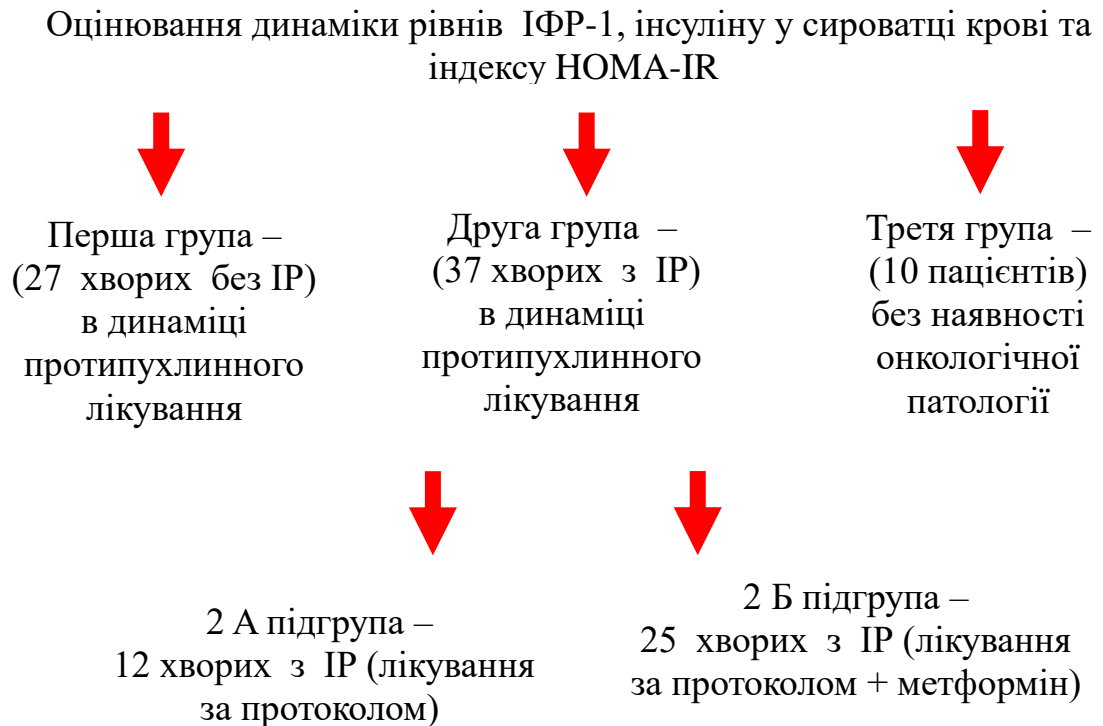 Оцінювання динаміки рівнів ІФР-1, інсуліну у сироватці крові та
індексу HOMA-IR
Перша група –
(27 хворих без ІР)
в динаміці
протипухлинного
лікування
Друга група –
(37 хворих з ІР)
в динаміці
протипухлинного
лікування
Третя група –
(10 пацієнтів)
без наявності
онкологічної
патології
2 А підгрупа –
12 хворих з ІР (лікування
за протоколом)
2 Б підгрупа –
25 хворих з ІР (лікування
за протоколом + метформін)